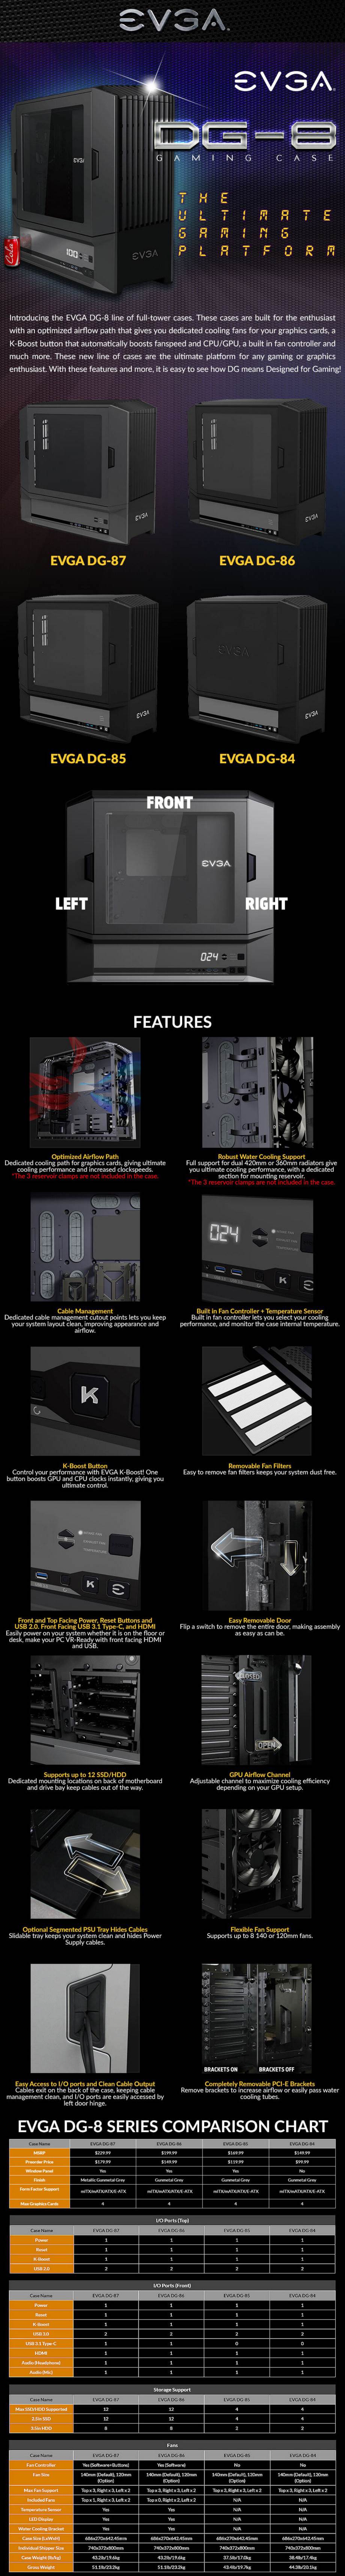 EVGA
EVGA
DG-8
GAMING CASE
THE
ULTIMATE
GAMING
PLATFORM
Introducing the EVGA DG-8 line of full-tower cases. These cases are built for the enthusiast
with an optimized airflow path that gives you dedicated cooling fans for your graphics cards, a
K-Boost button that automatically boosts fanspeed and CPU/GPU, a built in fan controller and
much more. These new line of cases are the ultimate platform for any gaming or graphics
enthusiast. With these features and more, it is easy to see how DG means Designed for Gaming!
EVGA DG-87
EVGA DG-86
EVGA DG-85
EVGA DG-84
FRONT
EVGA
LEFT
RIGHT
024
FEATURES
Optimized Airflow Path
Dedicated cooling path for graphics cards, giving ultimate
cooling performance and increased clockspeeds.
*The 3 reservoir clamps are not included in the case.
Robust Water Cooling Support
Full support for dual 420mm or 360mm radiators give
you ultimate cooling performance, with a dedicated
section for mounting reservoir.
*The 3 reservoir clamps are not included in the case.
Cable Management
Dedicated cable management cutout points lets you keep
your system layout clean, improving appearance and
airflow.
024
K
Built in Fan Controller + Temperature Sensor
Built in fan controller lets you select your cooling
performance, and monitor the case internal temperature.
K
K-Boost Button
Control your performance with EVGA K-Boost! One
button boosts GPU and CPU clocks instantly, giving you
ultimate control.
Removable Fan Filters
Easy to remove fan filters keeps your system dust free.
K
Front and Top Facing Power, Reset Buttons and
USB 2.0. Front Facing USB 3.1 Type-C, and HDMI
Easily power on your system whether it is on the floor or
desk, make your PC VR-Ready with front facing HDMI
and USB.
Easy Removable Door
Flip a switch to remove the entire door, making assembly
as easy as can be.
Supports up to 12 SSD/HDD
Dedicated mounting locations on back of motherboard
and drive bay keep cables out of the way.
CLOSED
OPEN
GPU Airflow Channel
Adjustable channel to maximize cooling efficiency
depending on your GPU setup.
Optional Segmented PSU Tray Hides Cables
Slidable tray keeps your system clean and hides Power
Supply cables.
Flexible Fan Support
Supports up to 8 140 or 120mm fans.
Easy Access to I/O ports and Clean Cable Output
Cables exit on the back of the case, keeping cable
management clean, and I/O ports are easily accessed by
left door hinge.
BRACKETS ON BRACKETS OFF
Completely Removable PCI-E Brackets
Remove brackets to increase airflow or easily pass water
cooling tubes.
EVGA DG-8 SERIES COMPARISON CHART
Case Name EVGA DG-87 EVGA DG-86 EVGA DG-85 EVGA DG-84
MSRP $229.99 $199.99 $169.99 $149.99
Preorder Price $179.99 $149.99 $119.99 $99.99
Window Panel Yes Yes Yes No
Finish Metallic Gunmetal Grey Gunmetal Grey Gunmetal Grey Gunmetal Grey
Form Factor Support mITX/mATX/ATX/E-ATX mITX/mATX/ATX/E-ATX mITX/mATX/ATX/E-ATX mITX/mATX/ATX/E-ATX
Max Graphics Cards 4 4 4 4
I/O Ports (Top)
Case Name EVGA DG-87 EVGA DG-86 EVGA DG-85 EVGA DG-84
Power 1 1 1 1
Reset 1 1 1 1
K-Boost 1 1 1 1
USB 2.0 2 2 2 2
I/O Ports (Front)
Case Name EVGA DG-87 EVGA DG-86 EVGA DG-85 EVGA DG-84
Power 1 1 1 1
Reset 1 1 1 1
K-Boost 1 1 1 1
USB 3.0 2 2 2 2
USB 3.1 Type-C 1 1 0 0
HDMI 1 1 1 1
Audio (Headphone) 1 1 1 1
Audio (Mic) 1 1 1 1
Storage Support
Case Name EVGA DG-87 EVGA DG-86 EVGA DG-85 EVGA DG-84
Max SSD/HDD Supported 12 12 4 4
2.5in SSD 12 12 4 4
3.5in HDD 8 8 2 2
Fans
Case Name EVGA DG-87 EVGA DG-86 EVGA DG-85 EVGA DG-84
Fan Controller Yes (Software+Buttons) Yes (Software) No No
Fan Size 140mm (Default), 120mm (Option) 140mm (Default), 120mm (Option) 140mm (Default), 120mm (Option) 140mm (Default), 120mm (Option)
Max Fan Support Top x 3, Right x 3, Left x 2 Top x 3, Right x 3, Left x 2 Top x 3, Right x 3, Left x 2 Top x 3, Right x 3, Left x 2
Included Fans Top x 1, Right x 3, Left x 2 Top x 0, Right x 2, Left x 2 N/A N/A
Temperature Sensor Yes Yes N/A N/A
LED Display Yes Yes N/A N/A
Water Cooling Bracket Yes Yes N/A N/A
Case Size (LxWxH) 686x270x642.45mm 686x270x642.45mm 686x270x642.45mm 686x270x642.45mm
Individual Shipper Size 740x372x800mm 740x372x800mm 740x372x800mm 740x372x800mm
Case Weight (lb/kg) 43.2lb/19.6kg 43.2lb/19.6kg 37.5lb/17.0kg 38.4lb/17.4kg
Gross Weight 51.1lb/23.2kg 51.1lb/23.2kg 43.4lb/19.7kg 44.3lb/20.1kg